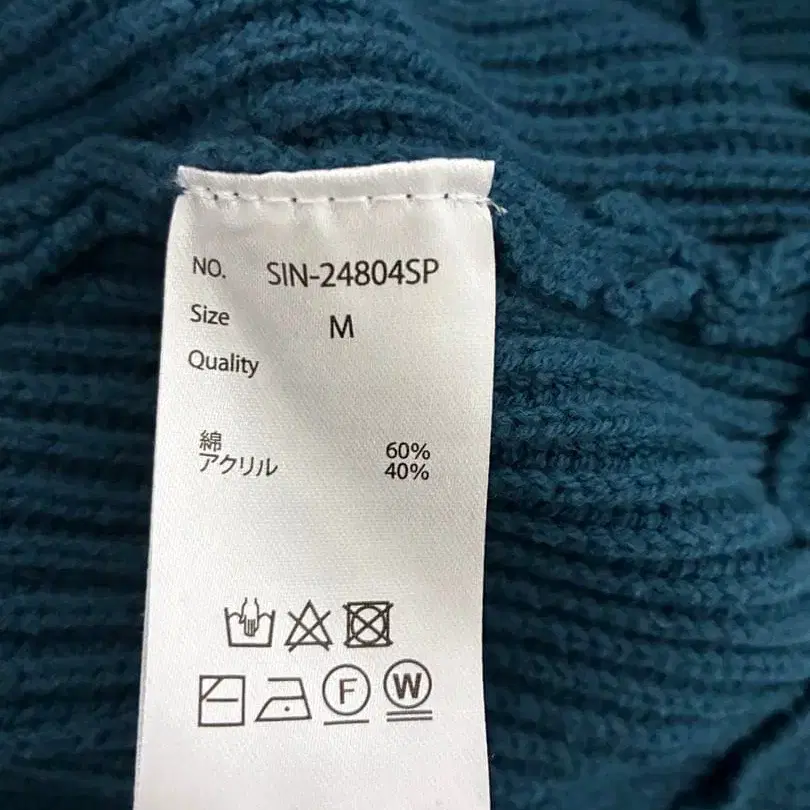 NO. SIN-24804SP
Size M
Quality
綿 60%
アクリル 40%
F W